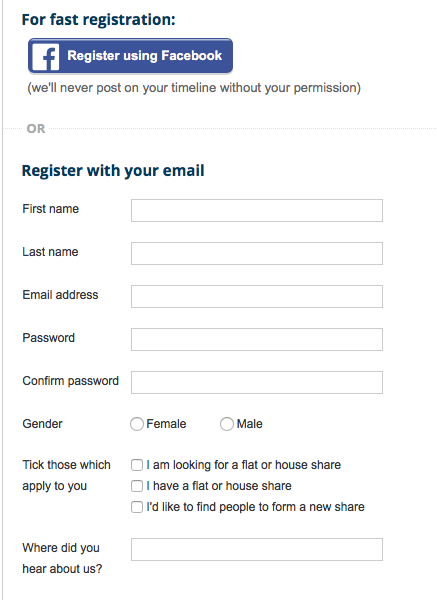 For fast registration:
Register using Facebook
(we'll never post on your timeline without your permission)
OR
Register with your email
First name
Last name
Email address
Password
Confirm password
Gender
Female
Male
Tick those which
apply to you
I am looking for a flat or house share
I have a flat or house share
I'd like to find people to form a new share
Where did you
hear about us?